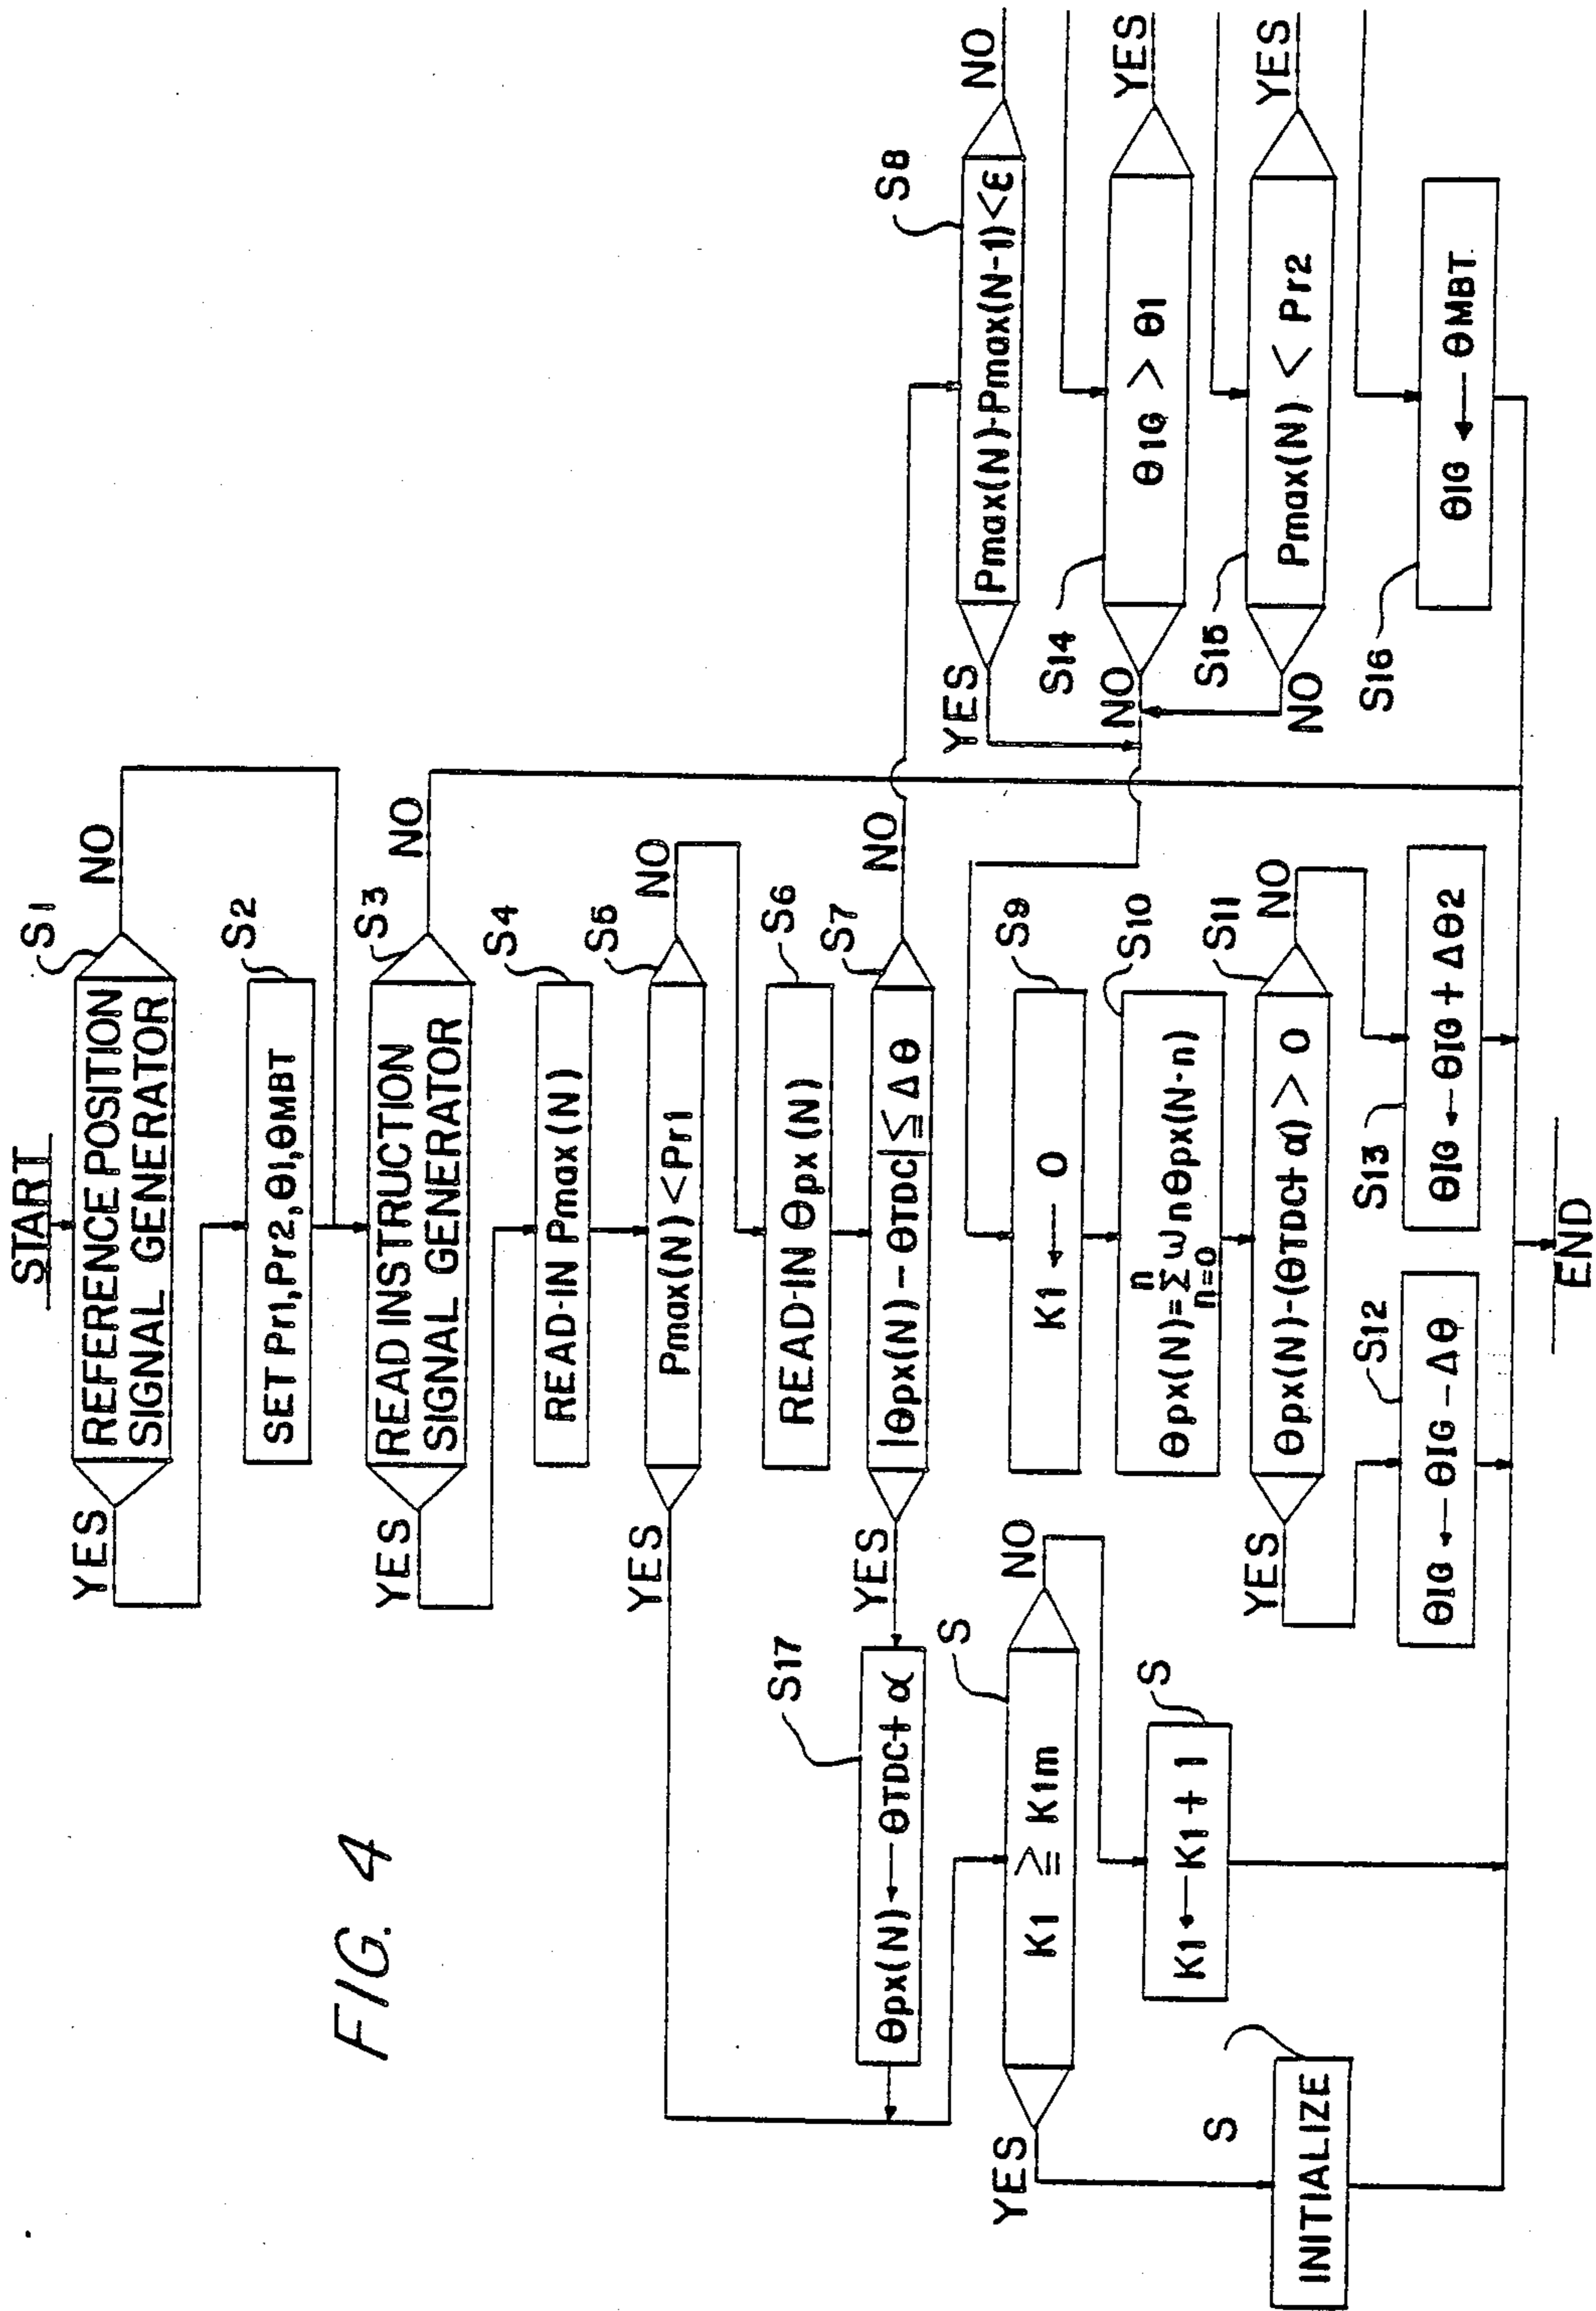 FIG. 4
START
REFERENCE POSITION
SIGNAL GENERATOR
S1
YES
NO
SET Pr1,Pr2,θ1,θMBT
S2
READ INSTRUCTION
SIGNAL GENERATOR
S3
YES
NO
READ-IN Pmax(N)
S4
Pmax(N) < Pr1
S5
YES
NO
READ-IN θpx(N)
S6
|θpx(N) - θTDC| ≦ Δθ
S7
YES
NO
S17
θpx(N) ← θTDC + α
Pmax(N)-Pmax(N-1)<ε
S8
YES
NO
K1 ≧ K1m
S
YES
NO
K1 ← K1 + 1
S
INITIALIZE
S
K1 ← 0
S9
n
θpx(N)=Σ ωn θpx(N-n)
n=0
S10
θpx(N)-(θTDC+α) > 0
S11
YES
NO
θIG ← θIG - Δθ
S12
θIG ← θIG + Δθ2
S13
θIG > θ1
S14
NO
YES
Pmax(N) < Pr2
S15
NO
YES
θIG ← θMBT
S16
END